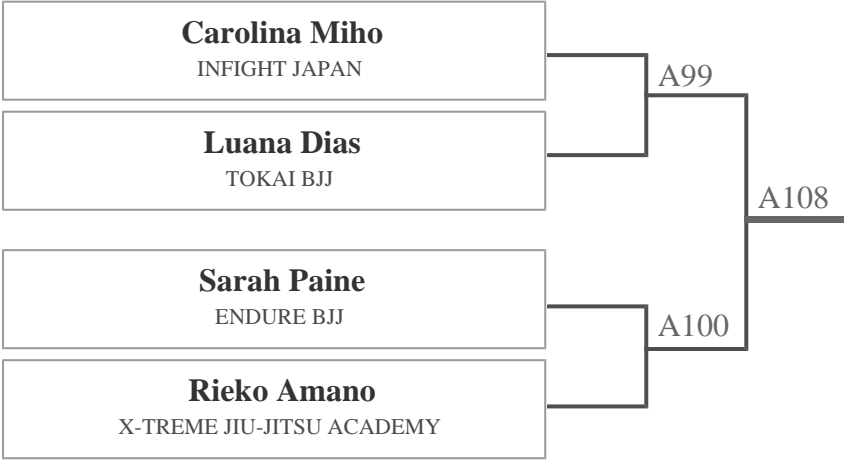 Carolina Miho
INFIGHT JAPAN
A99
Luana Dias
TOKAI BJJ
A108
Sarah Paine
ENDURE BJJ
A100
Rieko Amano
X-TREME JIU-JITSU ACADEMY